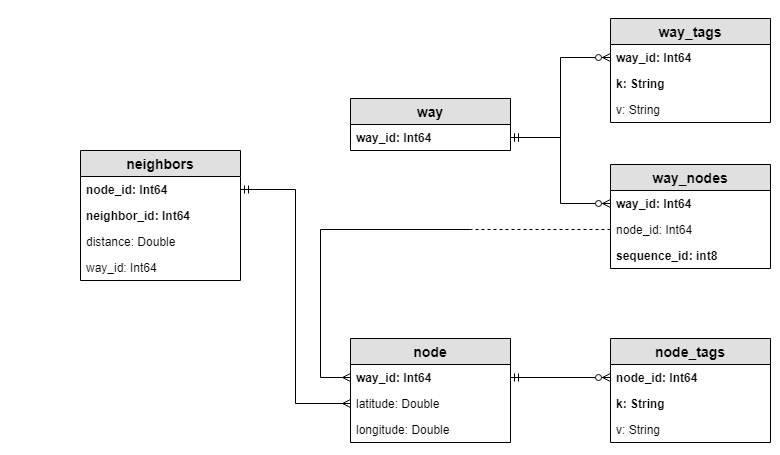 way_tags
way_id: Int64
k: String
v: String
way
way_id: Int64
neighbors
node_id: Int64
neighbor_id: Int64
distance: Double
way_id: Int64
way_nodes
way_id: Int64
node_id: Int64
sequence_id: int8
node
way_id: Int64
latitude: Double
longitude: Double
node_tags
node_id: Int64
k: String
v: String